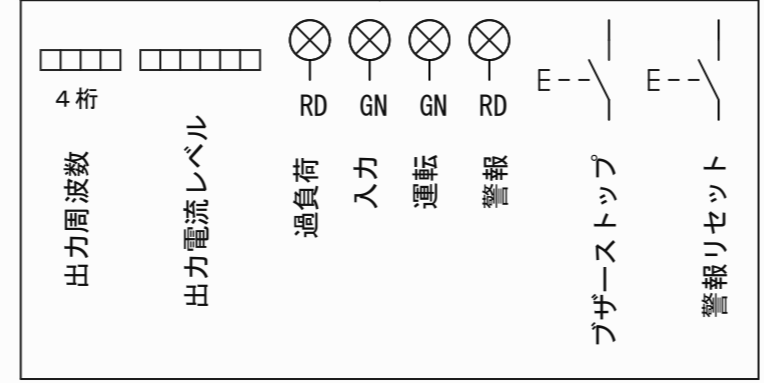 4桁
RD GN GN RD
E E
出力周波数
出力電流レベル
過負荷
入力
運転
警報
ブザーストップ
警報リセット